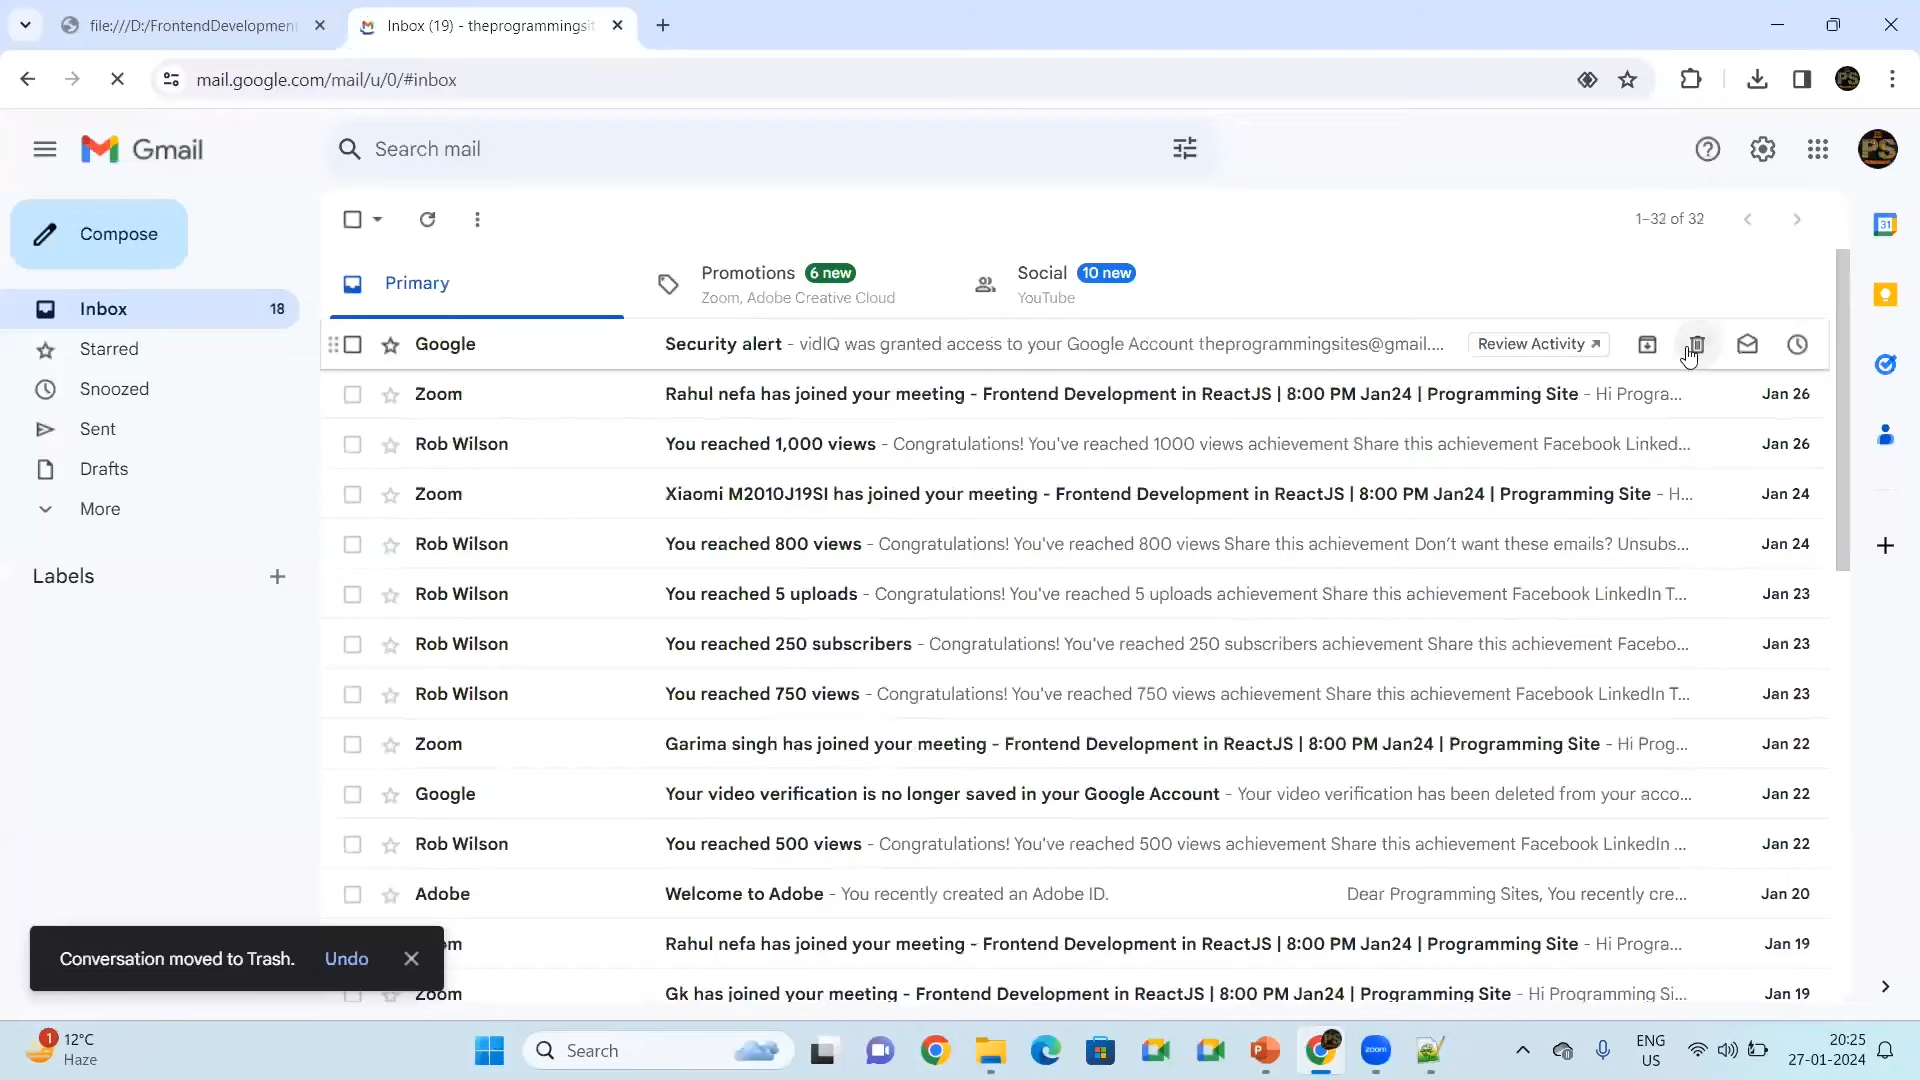 file:///D:/FrontendDevelopmen
Inbox (19) - theprogrammingsit
mail.google.com/mail/u/0/#inbox
PS
Gmail
Search mail
PS
Compose
1–32 of 32
31
Primary
Promotions 6 new
Zoom, Adobe Creative Cloud
Social 10 new
YouTube
Inbox 18
Starred
Snoozed
Sent
Drafts
More
Labels
Google Security alert - vidIQ was granted access to your Google Account theprogrammingsites@gmail.... Review Activity
Zoom Rahul nefa has joined your meeting - Frontend Development in ReactJS | 8:00 PM Jan24 | Programming Site - Hi Progra... Jan 26
Rob Wilson You reached 1,000 views - Congratulations! You've reached 1000 views achievement Share this achievement Facebook Linked... Jan 26
Zoom Xiaomi M2010J19SI has joined your meeting - Frontend Development in ReactJS | 8:00 PM Jan24 | Programming Site - H... Jan 24
Rob Wilson You reached 800 views - Congratulations! You've reached 800 views Share this achievement Don’t want these emails? Unsubs... Jan 24
Rob Wilson You reached 5 uploads - Congratulations! You've reached 5 uploads achievement Share this achievement Facebook LinkedIn T... Jan 23
Rob Wilson You reached 250 subscribers - Congratulations! You've reached 250 subscribers achievement Share this achievement Facebo... Jan 23
Rob Wilson You reached 750 views - Congratulations! You've reached 750 views achievement Share this achievement Facebook LinkedIn T... Jan 23
Zoom Garima singh has joined your meeting - Frontend Development in ReactJS | 8:00 PM Jan24 | Programming Site - Hi Prog... Jan 22
Google Your video verification is no longer saved in your Google Account - Your video verification has been deleted from your acco... Jan 22
Rob Wilson You reached 500 views - Congratulations! You've reached 500 views achievement Share this achievement Facebook LinkedIn ... Jan 22
Adobe Welcome to Adobe - You recently created an Adobe ID. Dear Programming Sites, You recently cre... Jan 20
om Rahul nefa has joined your meeting - Frontend Development in ReactJS | 8:00 PM Jan24 | Programming Site - Hi Progra... Jan 19
Zoom Gk has joined your meeting - Frontend Development in ReactJS | 8:00 PM Jan24 | Programming Site - Hi Programming Si... Jan 19
Conversation moved to Trash. Undo
1
12°C
Haze
Search
zoom
ENG
US
20:25
27-01-2024